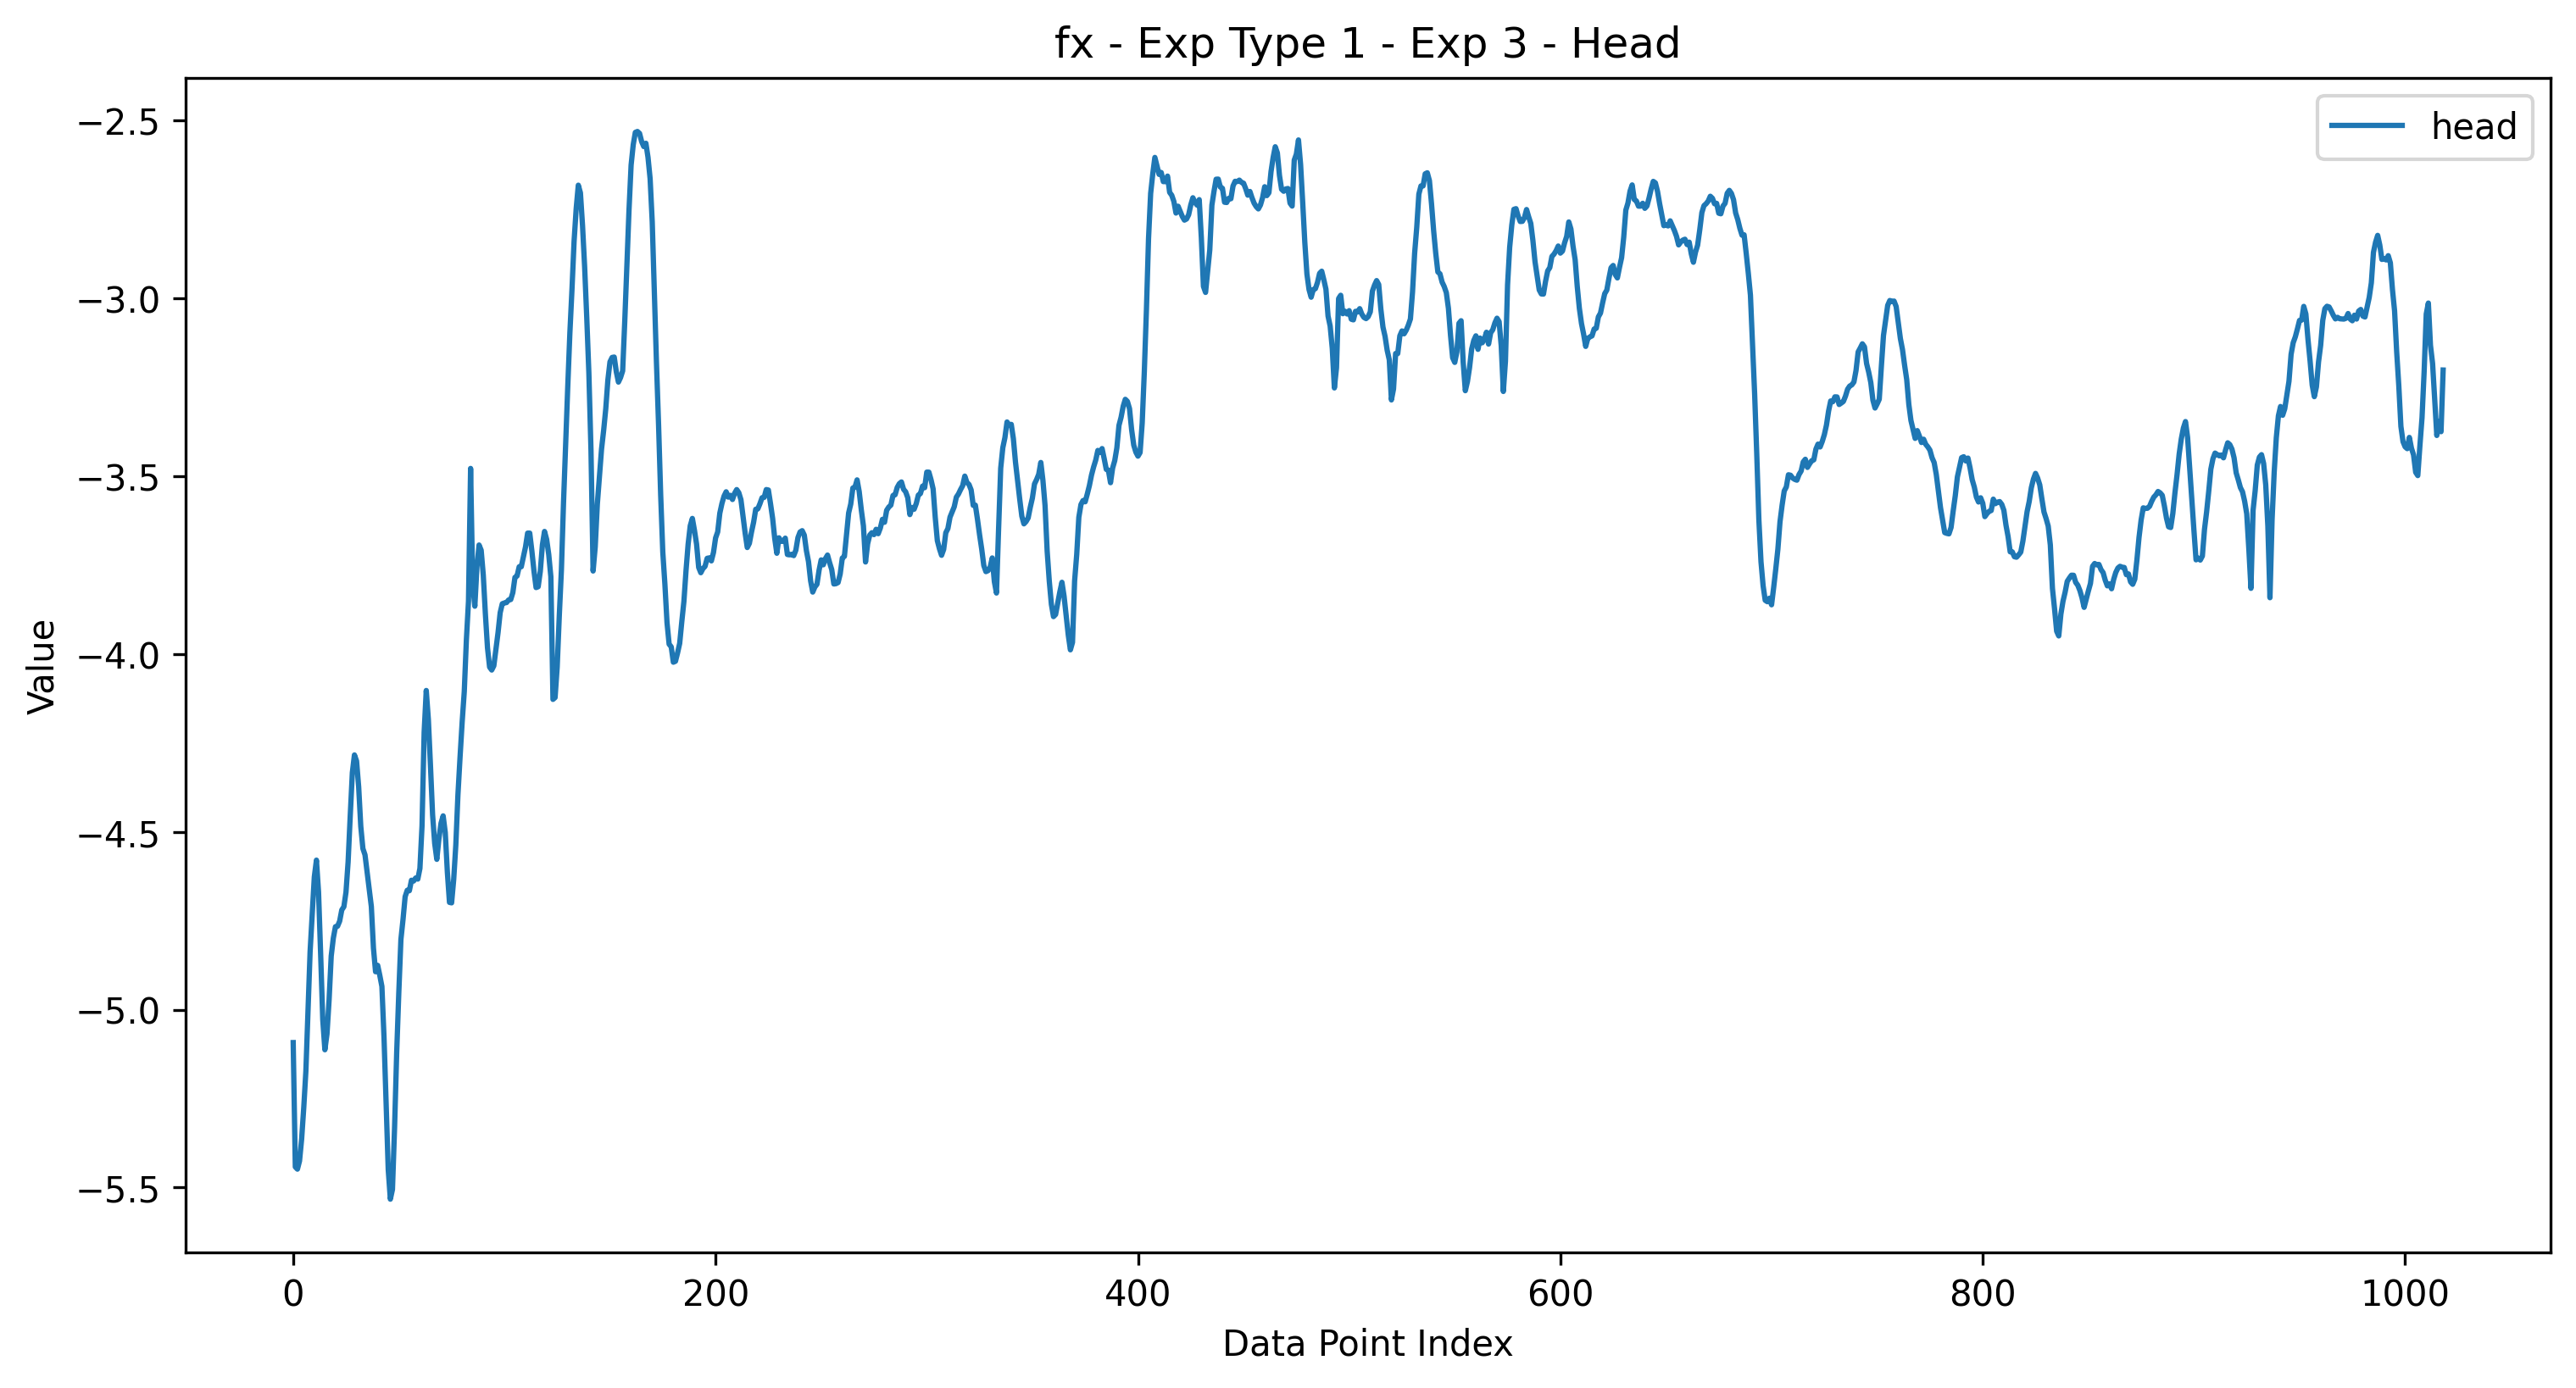 fx - Exp Type 1 - Exp 3 - Head
head
−2.5
−3.0
−3.5
−4.0
−4.5
−5.0
−5.5
Value
0 200 400 600 800 1000
Data Point Index